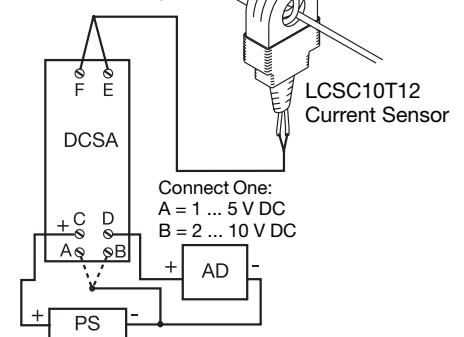 F E
DCSA
LCSC10T12
Current Sensor
Connect One:
A = 1 ... 5 V DC
B = 2 ... 10 V DC
+ C D
A B
+ AD -
+ PS -